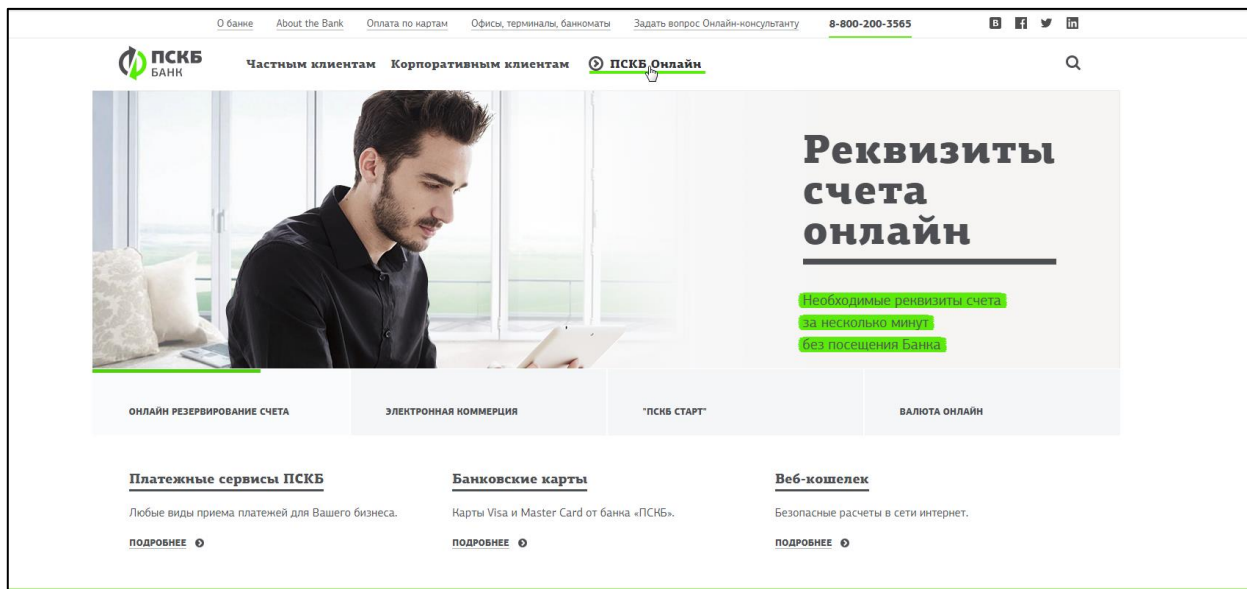 О банке About the Bank Оплата по картам Офисы, терминалы, банкоматы Задать вопрос Онлайн-консультанту 8-800-200-3565
ПСКБ
БАНК
Частным клиентам Корпоративным клиентам ПСКБ Онлайн
Реквизиты
счета
онлайн
Необходимые реквизиты счета
за несколько минут
без посещения Банка
ОНЛАЙН РЕЗЕРВИРОВАНИЕ СЧЕТА ЭЛЕКТРОННАЯ КОММЕРЦИЯ "ПСКБ СТАРТ" ВАЛЮТА ОНЛАЙН
Платежные сервисы ПСКБ Банковские карты Веб-кошелек
Любые виды приема платежей для Вашего бизнеса. Карты Visa и Master Card от банка «ПСКБ». Безопасные расчеты в сети интернет.
ПОДРОБНЕЕ ПОДРОБНЕЕ ПОДРОБНЕЕ